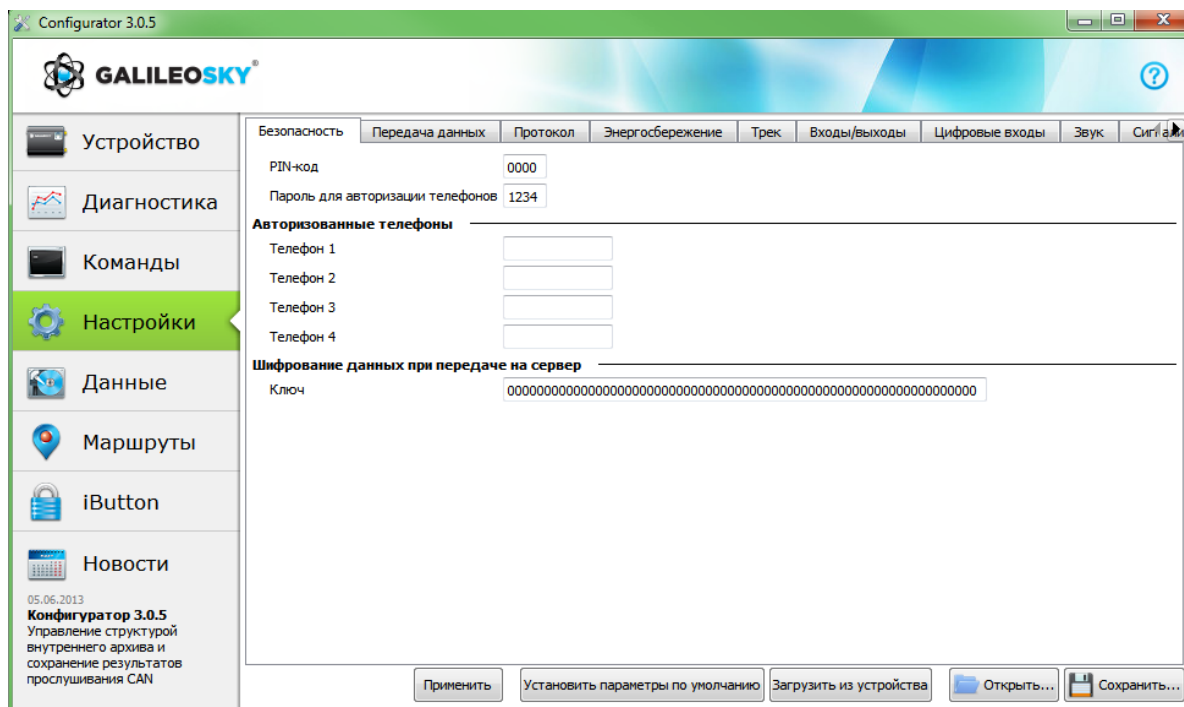 Configurator 3.0.5
GALILEOSKY®
?
Устройство
Диагностика
Команды
Настройки
Данные
Маршруты
iButton
Новости
05.06.2013
Конфигуратор 3.0.5
Управление структурой
внутреннего архива и
сохранение результатов
прослушивания CAN
Безопасность Передача данных Протокол Энергосбережение Трек Входы/выходы Цифровые входы Звук
PIN-код 0000
Пароль для авторизации телефонов 1234
Авторизованные телефоны
Телефон 1
Телефон 2
Телефон 3
Телефон 4
Шифрование данных при передаче на сервер
Ключ 0000000000000000000000000000000000000000000000000000000000000000
Применить Установить параметры по умолчанию Загрузить из устройства Открыть... Сохранить...